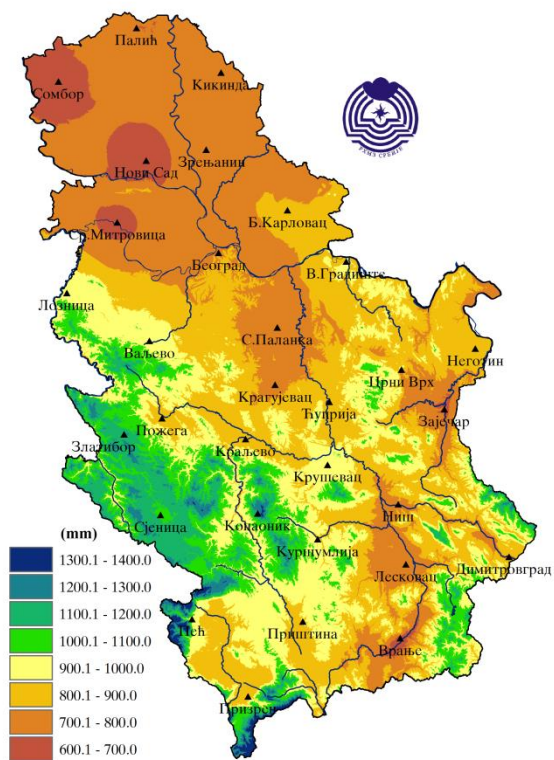 Палић
Кикинда
Сомбор
Нови Сад
Зрењанин
РХМЗ СРБИЈЕ
Б.Карловац
Ср.Митровица
Београд
В.Градиште
Лозница
С.Паланка
Ваљево
Неготин
Црни Врх
Крагујевац
Ћуприја
Зајечар
Пожега
Златибор
Краљево
Крушевац
Сјеница
Копаоник
Ниш
(mm)
Куршумлија
Димитровград
Лесковац
1300.1 - 1400.0
1200.1 - 1300.0
1100.1 - 1200.0
1000.1 - 1100.0
900.1 - 1000.0
800.1 - 900.0
700.1 - 800.0
600.1 - 700.0
Пећ
Приштина
Врање
Призрен